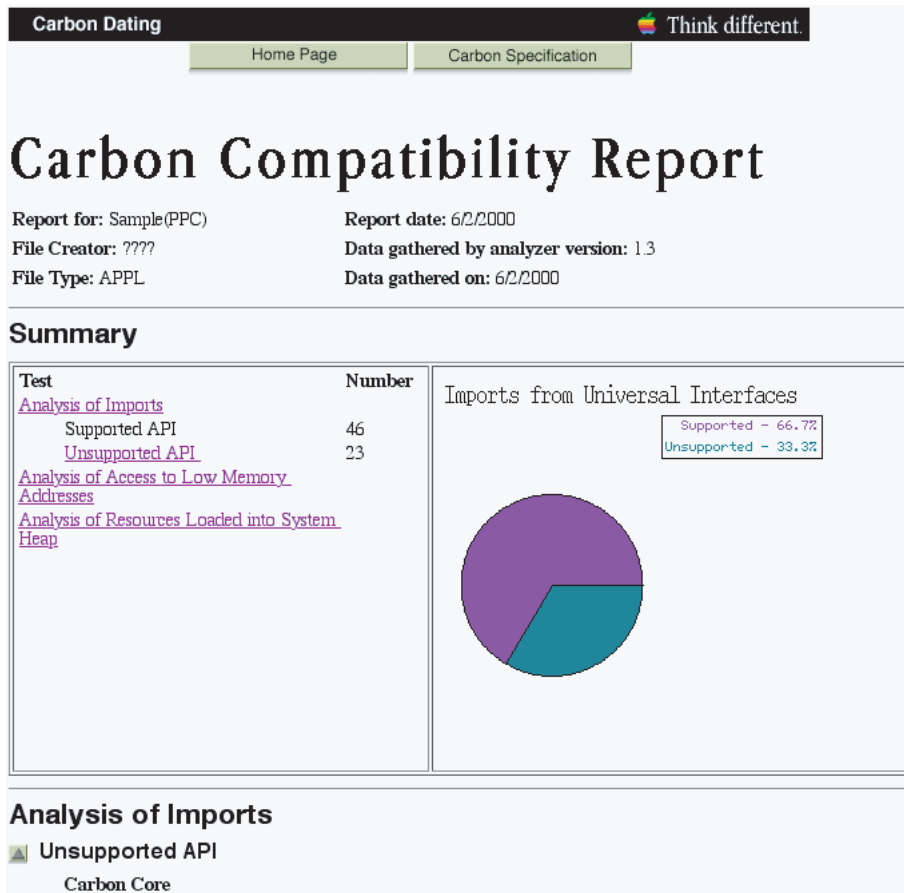 Carbon Dating
Think different.
Home Page
Carbon Specification
Carbon Compatibility Report
Report for: Sample(PPC)
Report date: 6/2/2000
File Creator: ????
Data gathered by analyzer version: 1.3
File Type: APPL
Data gathered on: 6/2/2000
Summary
Test Number
Analysis of Imports
Supported API 46
Unsupported API 23
Analysis of Access to Low Memory
Addresses
Analysis of Resources Loaded into System
Heap
Imports from Universal Interfaces
Supported - 66.7%
Unsupported - 33.3%
Analysis of Imports
Unsupported API
Carbon Core